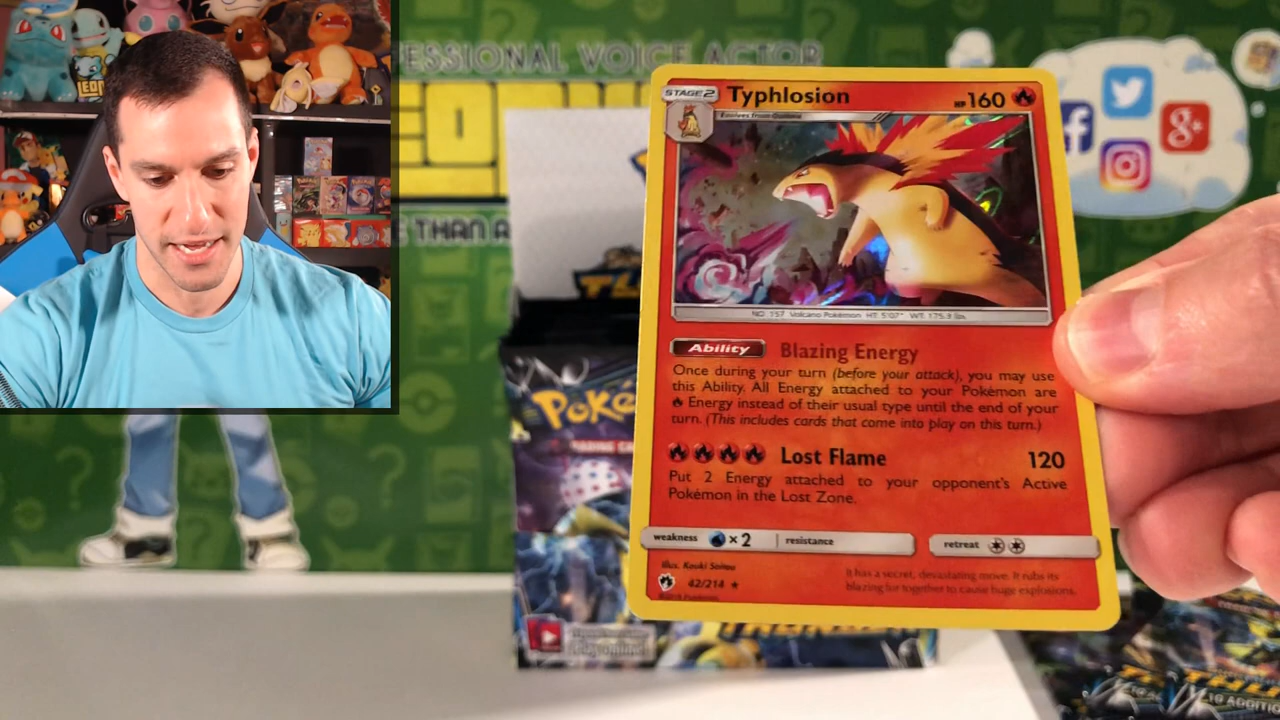 FESSIONAL VOICE ACTOR
THAN A
STAGE 2
Typhlosion
HP160
Evolves from Quilava
NO. 157 Volcano Pokémon HT: 5'07" WT: 175.3 lbs.
Ability
Blazing Energy
Once during your turn (before your attack), you may use
this Ability. All Energy attached to your Pokémon are
Energy instead of their usual type until the end of your
turn. (This includes cards that come into play on this turn.)
Lost Flame
120
Put 2 Energy attached to your opponent's Active
Pokémon in the Lost Zone.
weakness
×2
resistance
retreat
Illus. Kouki Saitou
42/214
It has a secret, devastating move. It rubs its
blazing fur together to cause huge explosions.
Poké
f
g+